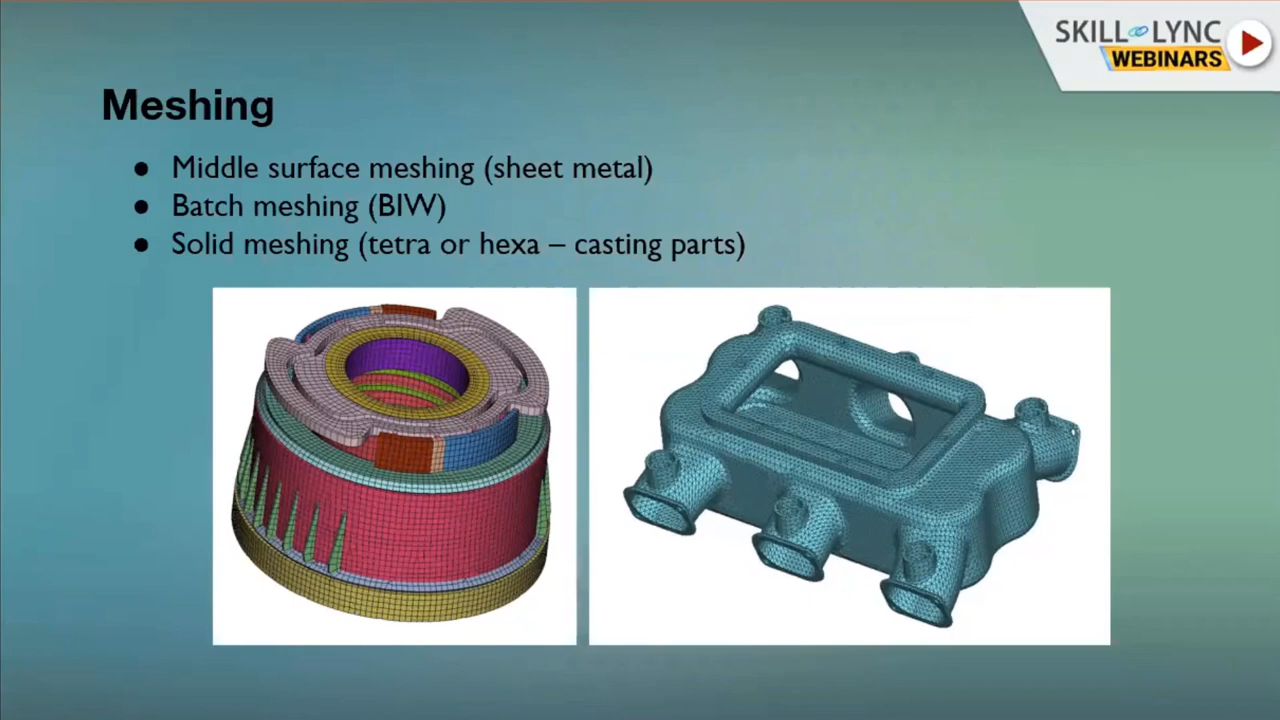 SKILL LYNC
WEBINARS
Meshing
● Middle surface meshing (sheet metal)
● Batch meshing (BIW)
● Solid meshing (tetra or hexa – casting parts)